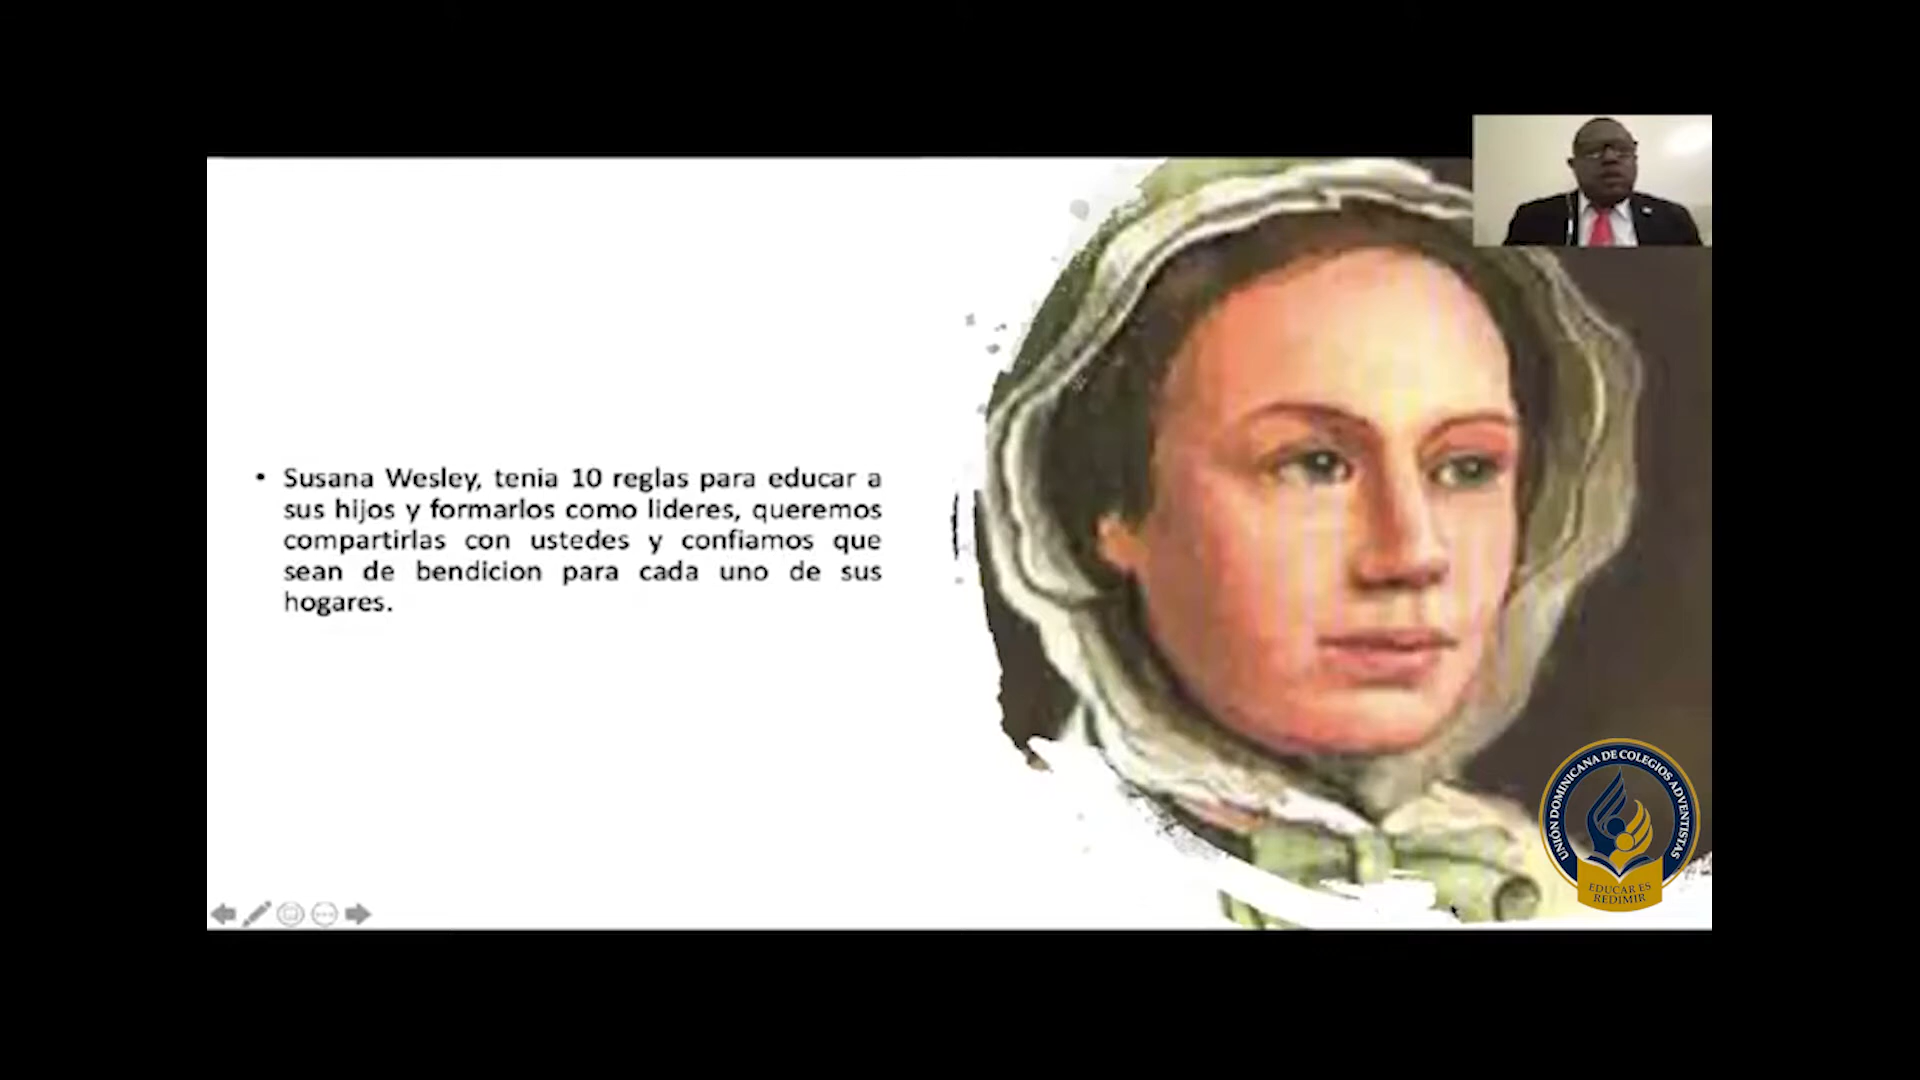 • Susana Wesley, tenia 10 reglas para educar a
sus hijos y formarlos como lideres, queremos
compartirlas con ustedes y confiamos que
sean de bendicion para cada uno de sus
hogares.
UNIÓN DOMINICANA DE COLEGIOS ADVENTISTAS
EDUCAR ES
REDIMIR